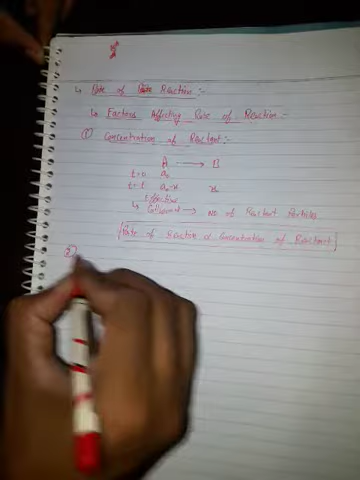 ↳ Rate of Reaction :-
↳ Factors Affecting Rate of Reaction :-
① Concentration of Reactant :-
A → B
t=0 a₀
t=t a₀-x x
Effective
↳ Collisions → no of Reactant Particles
Rate of Reaction α Concentration of Reactant
②